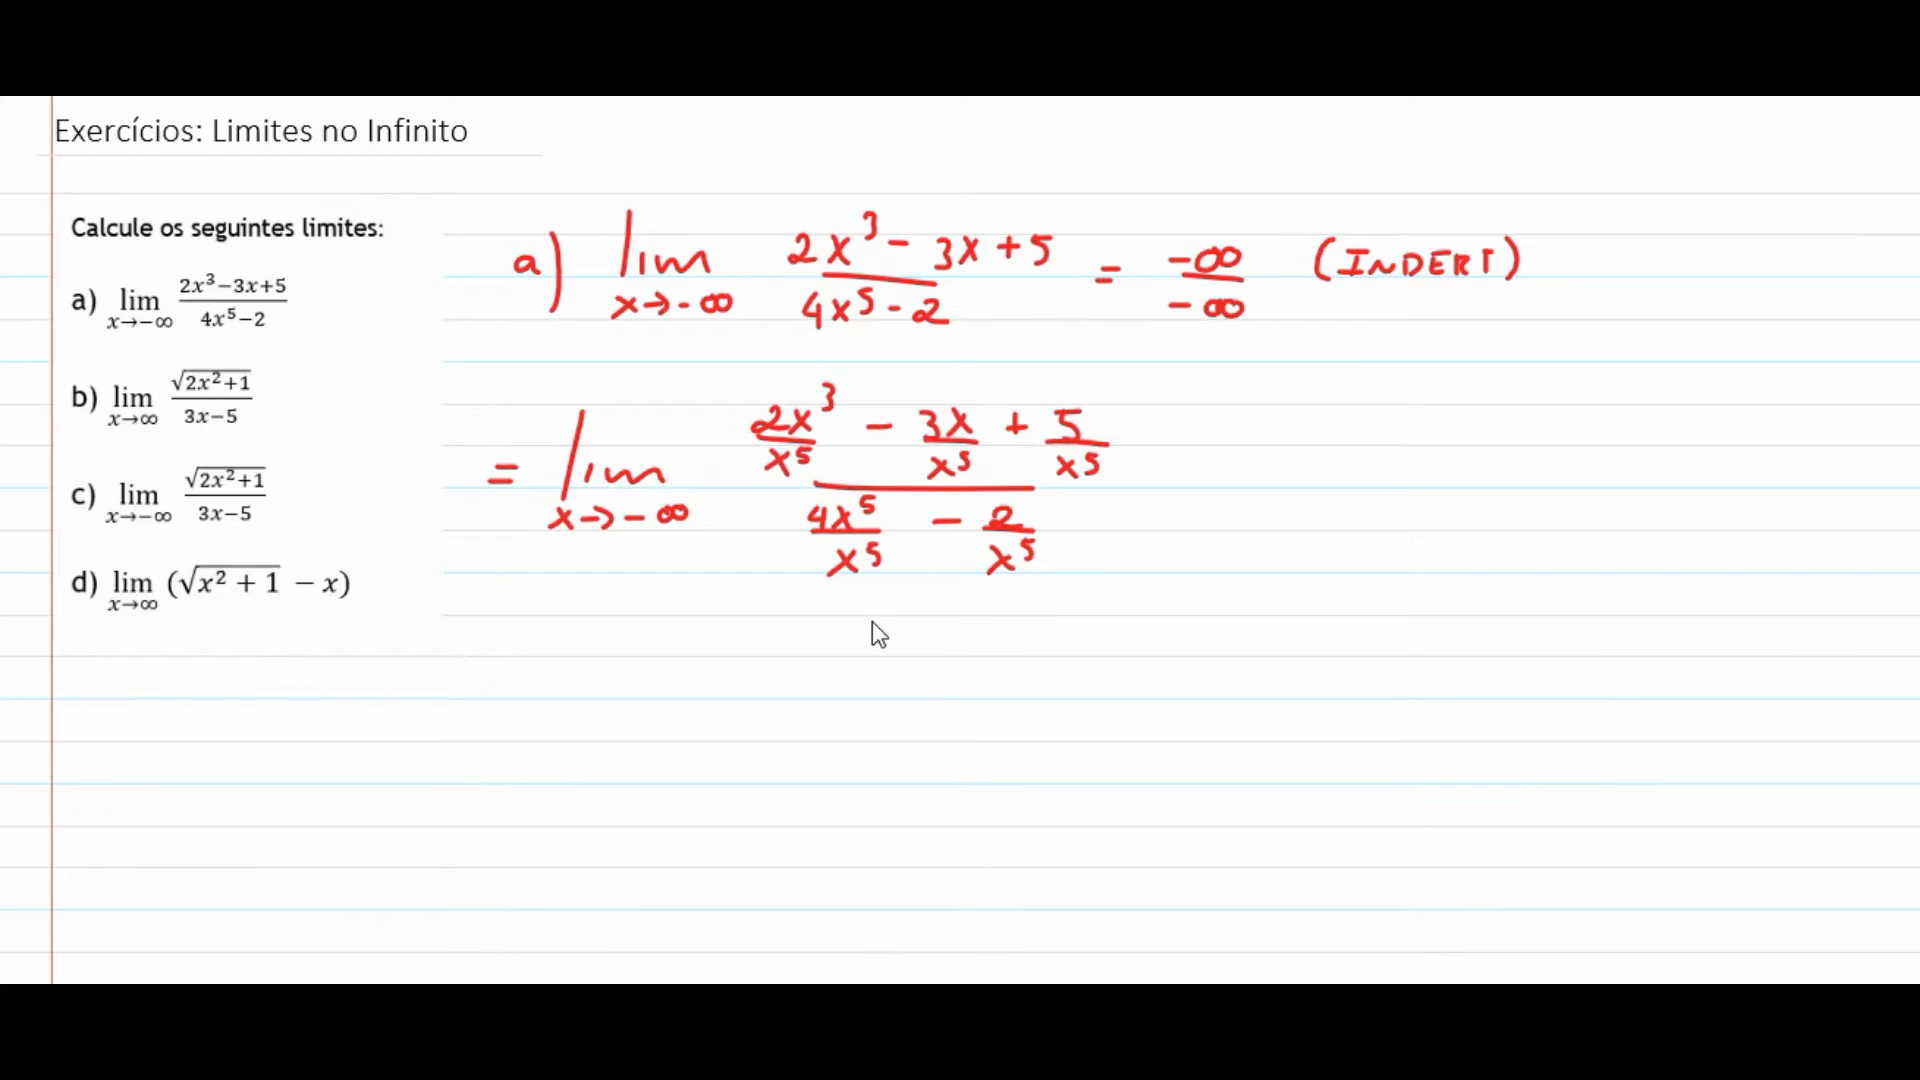 Exercícios: Limites no Infinito
Calcule os seguintes limites:
a) lim x→−∞ (2x³−3x+5)/(4x⁵−2)
b) lim x→∞ √(2x²+1)/(3x−5)
c) lim x→−∞ √(2x²+1)/(3x−5)
d) lim x→∞ (√(x² + 1) − x)
a) lim x→−∞ (2x³ − 3x + 5)/(4x⁵ − 2) = −∞/−∞ (INDERT)
= lim x→−∞ (2x³/x⁵ − 3x/x⁵ + 5/x⁵)/(4x⁵/x⁵ − 2/x⁵)